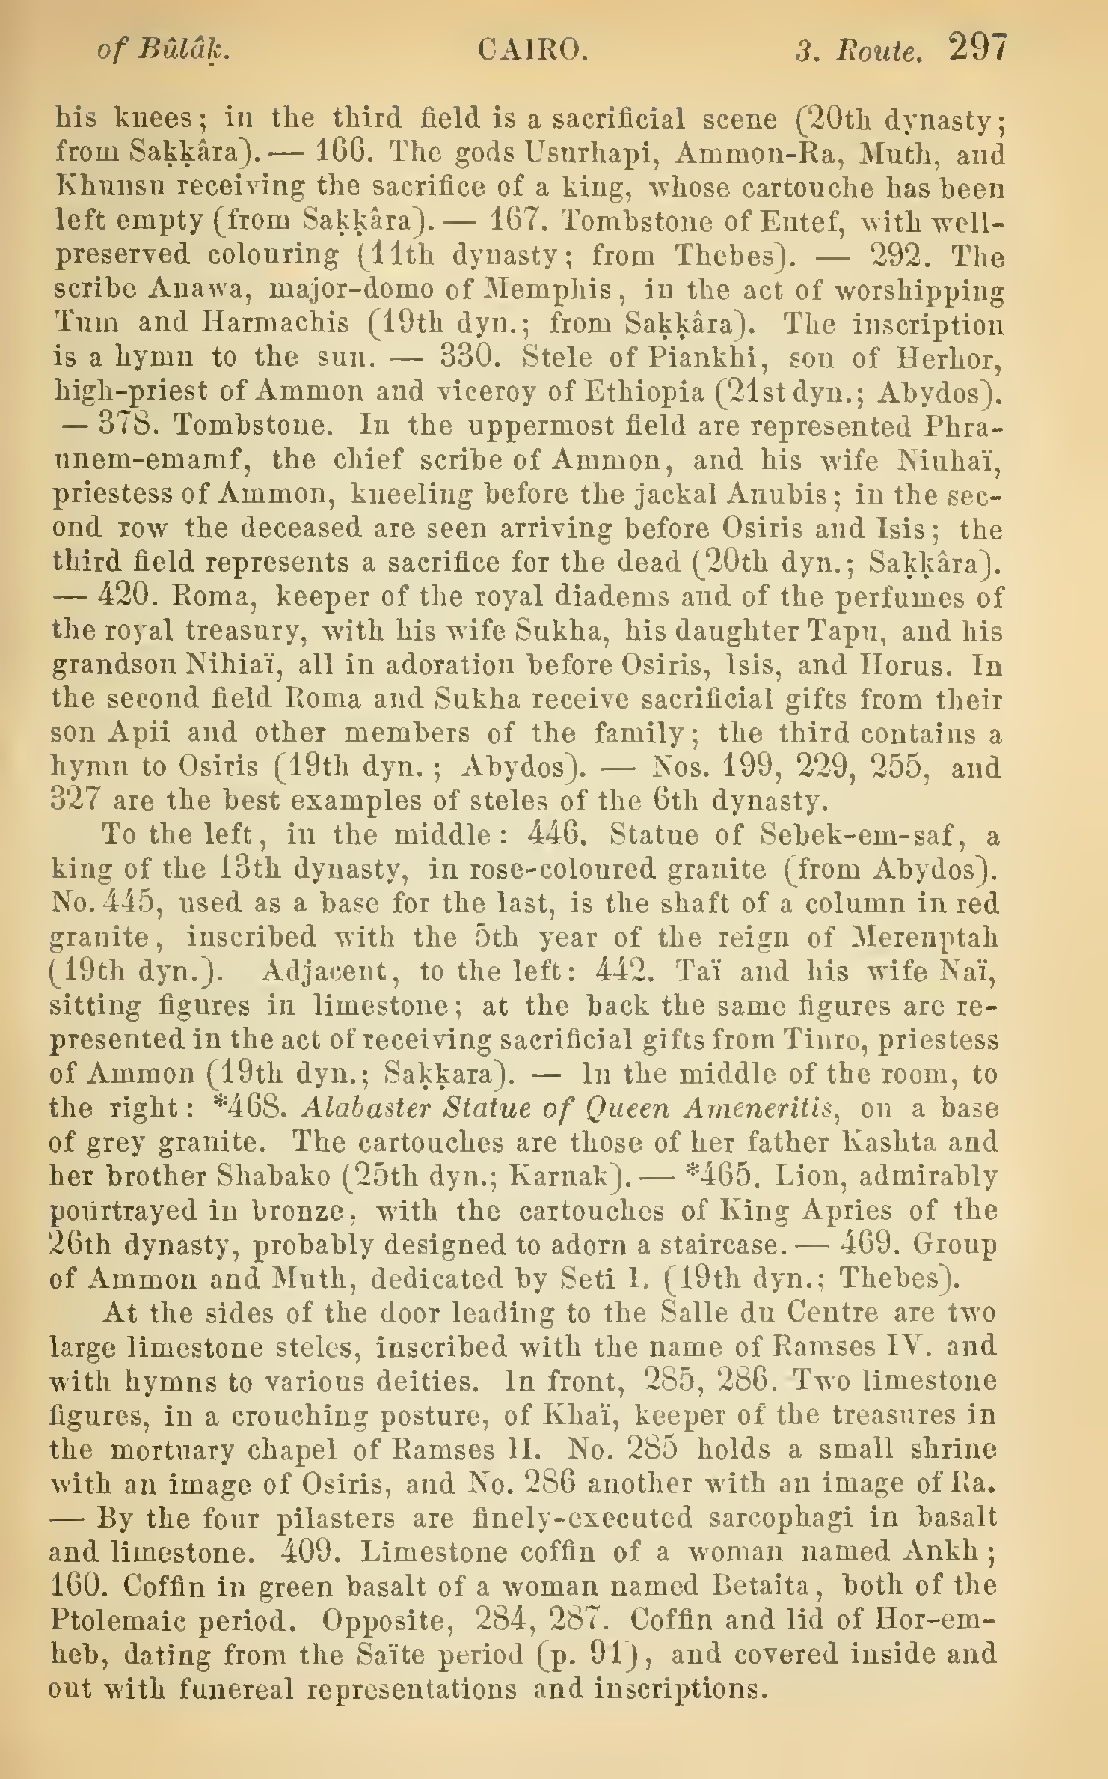 of Bûlâḳ. CAIRO. 3. Route. 297
his knees; in the third field is a sacrificial scene (20th dynasty;
from Saḳḳâra). — 166. The gods Usurhapi, Ammon-Ra, Muth, and
Khunsu receiving the sacrifice of a king, whose cartouche has been
left empty (from Saḳḳâra). — 167. Tombstone of Entef, with well-
preserved colouring (11th dynasty; from Thebes). — 292. The
scribe Anawa, major-domo of Memphis, in the act of worshipping
Tum and Harmachis (19th dyn.; from Saḳḳâra). The inscription
is a hymn to the sun. — 330. Stele of Piankhi, son of Herhor,
high-priest of Ammon and viceroy of Ethiopia (21st dyn.; Abydos).
— 378. Tombstone. In the uppermost field are represented Phra-
unnem-emamf, the chief scribe of Ammon, and his wife Niuhaï,
priestess of Ammon, kneeling before the jackal Anubis; in the sec-
ond row the deceased are seen arriving before Osiris and Isis; the
third field represents a sacrifice for the dead (20th dyn.; Saḳḳâra).
— 420. Roma, keeper of the royal diadems and of the perfumes of
the royal treasury, with his wife Sukha, his daughter Tapu, and his
grandson Nihiaï, all in adoration before Osiris, Isis, and Horus. In
the second field Roma and Sukha receive sacrificial gifts from their
son Apii and other members of the family; the third contains a
hymn to Osiris (19th dyn. ; Abydos). — Nos. 199, 229, 255, and
327 are the best examples of steles of the 6th dynasty.
To the left, in the middle: 446. Statue of Sebek-em-saf, a
king of the 13th dynasty, in rose-coloured granite (from Abydos).
No. 445, used as a base for the last, is the shaft of a column in red
granite, inscribed with the 5th year of the reign of Merenptah
(19th dyn.). Adjacent, to the left: 442. Taï and his wife Naï,
sitting figures in limestone; at the back the same figures are re-
presented in the act of receiving sacrificial gifts from Tinro, priestess
of Ammon (19th dyn.; Saḳḳara). — In the middle of the room, to
the right: *468. Alabaster Statue of Queen Ameneritis, on a base
of grey granite. The cartouches are those of her father Kashta and
her brother Shabako (25th dyn.; Karnak). — *465. Lion, admirably
pourtrayed in bronze, with the cartouches of King Apries of the
26th dynasty, probably designed to adorn a staircase. — 469. Group
of Ammon and Muth, dedicated by Seti I. (19th dyn.; Thebes).
At the sides of the door leading to the Salle du Centre are two
large limestone steles, inscribed with the name of Ramses IV. and
with hymns to various deities. In front, 285, 286. Two limestone
figures, in a crouching posture, of Khaï, keeper of the treasures in
the mortuary chapel of Ramses II. No. 285 holds a small shrine
with an image of Osiris, and No. 286 another with an image of Ra.
— By the four pilasters are finely-executed sarcophagi in basalt
and limestone. 409. Limestone coffin of a woman named Ankh;
160. Coffin in green basalt of a woman named Betaita, both of the
Ptolemaic period. Opposite, 284, 287. Coffin and lid of Hor-em-
heb, dating from the Saïte period (p. 91), and covered inside and
out with funereal representations and inscriptions.